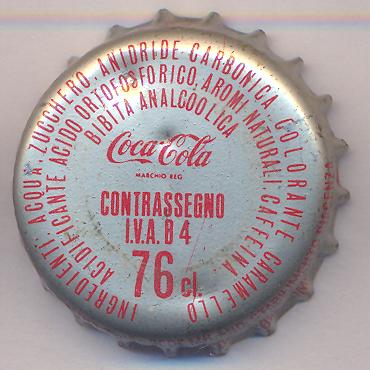 INGREDIENTI ACQUA ZUCCHERO ANIDRIDE CARBONICA COLORANTE CARAMELLO
ACIDIFICANTE ACIDO ORTOFOSFORICO, AROMI NATURALI CAFFEINA
BIBITA ANALCOOLICA
Coca-Cola
MARCHIO REG
CONTRASSEGNO
I.V.A. B 4
76 cl.